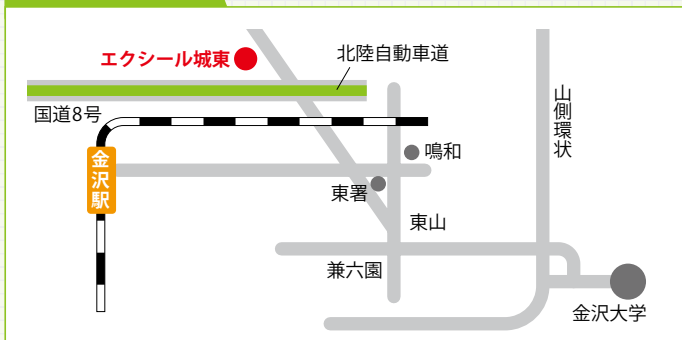 エクシール城東
北陸自動車道
国道8号
山側環状
金沢駅
鳴和
東署
東山
兼六園
金沢大学